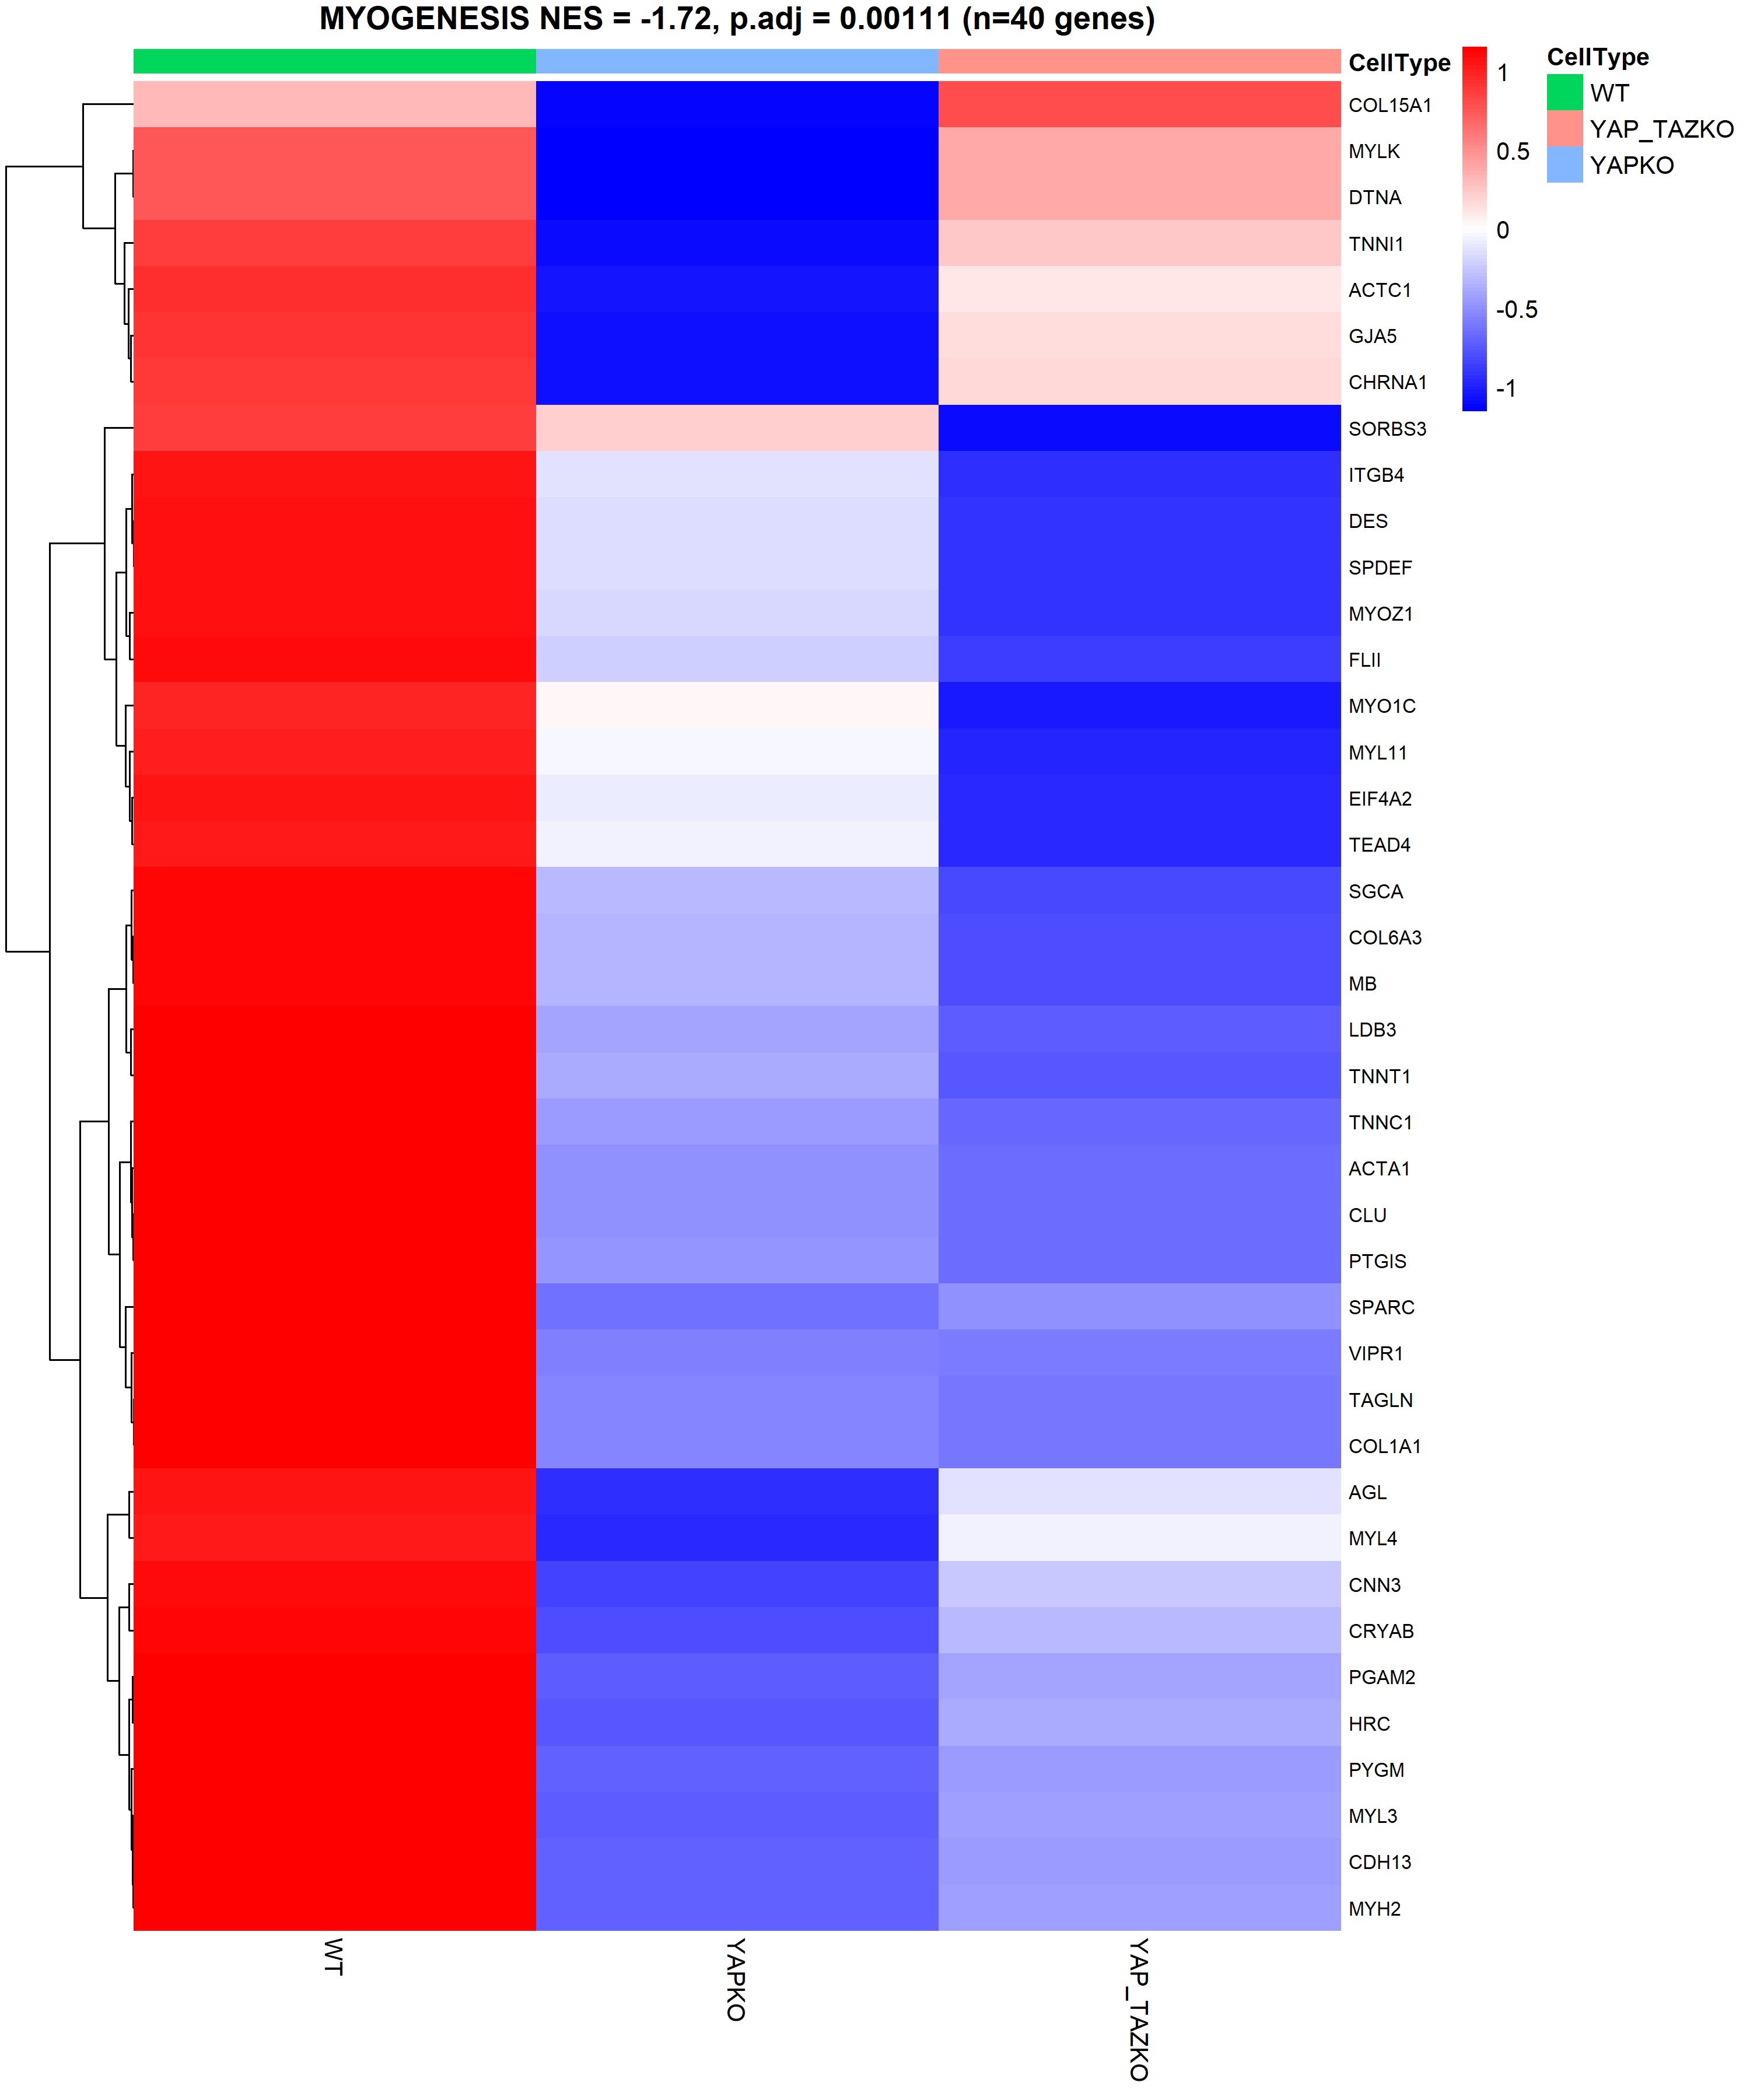 MYOGENESIS NES = -1.72, p.adj = 0.00111 (n=40 genes)
CellType
1
0.5
0
-0.5
-1
CellType
WT
YAP_TAZKO
YAPKO
COL15A1
MYLK
DTNA
TNNI1
ACTC1
GJA5
CHRNA1
SORBS3
ITGB4
DES
SPDEF
MYOZ1
FLII
MYO1C
MYL11
EIF4A2
TEAD4
SGCA
COL6A3
MB
LDB3
TNNT1
TNNC1
ACTA1
CLU
PTGIS
SPARC
VIPR1
TAGLN
COL1A1
AGL
MYL4
CNN3
CRYAB
PGAM2
HRC
PYGM
MYL3
CDH13
MYH2
WT
YAPKO
YAP_TAZKO